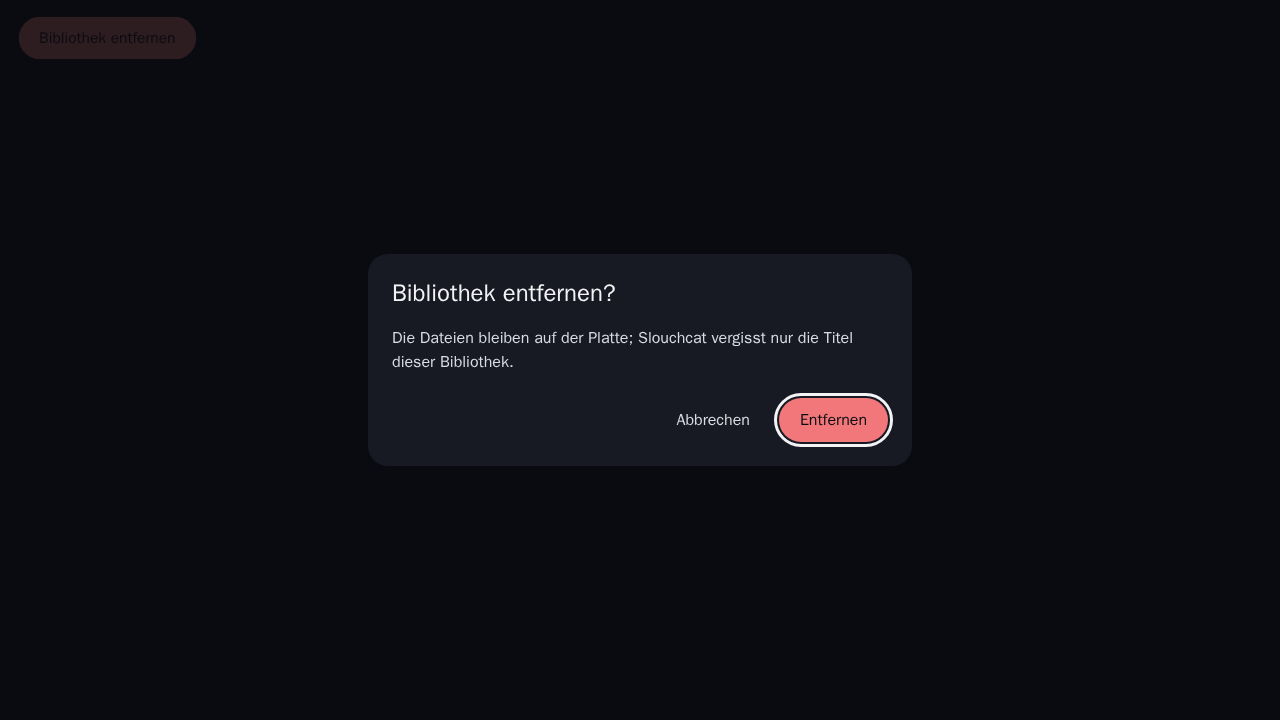 Bibliothek entfernen
Bibliothek entfernen?
Die Dateien bleiben auf der Platte; Slouchcat vergisst nur die Titel
dieser Bibliothek.
Abbrechen
Entfernen